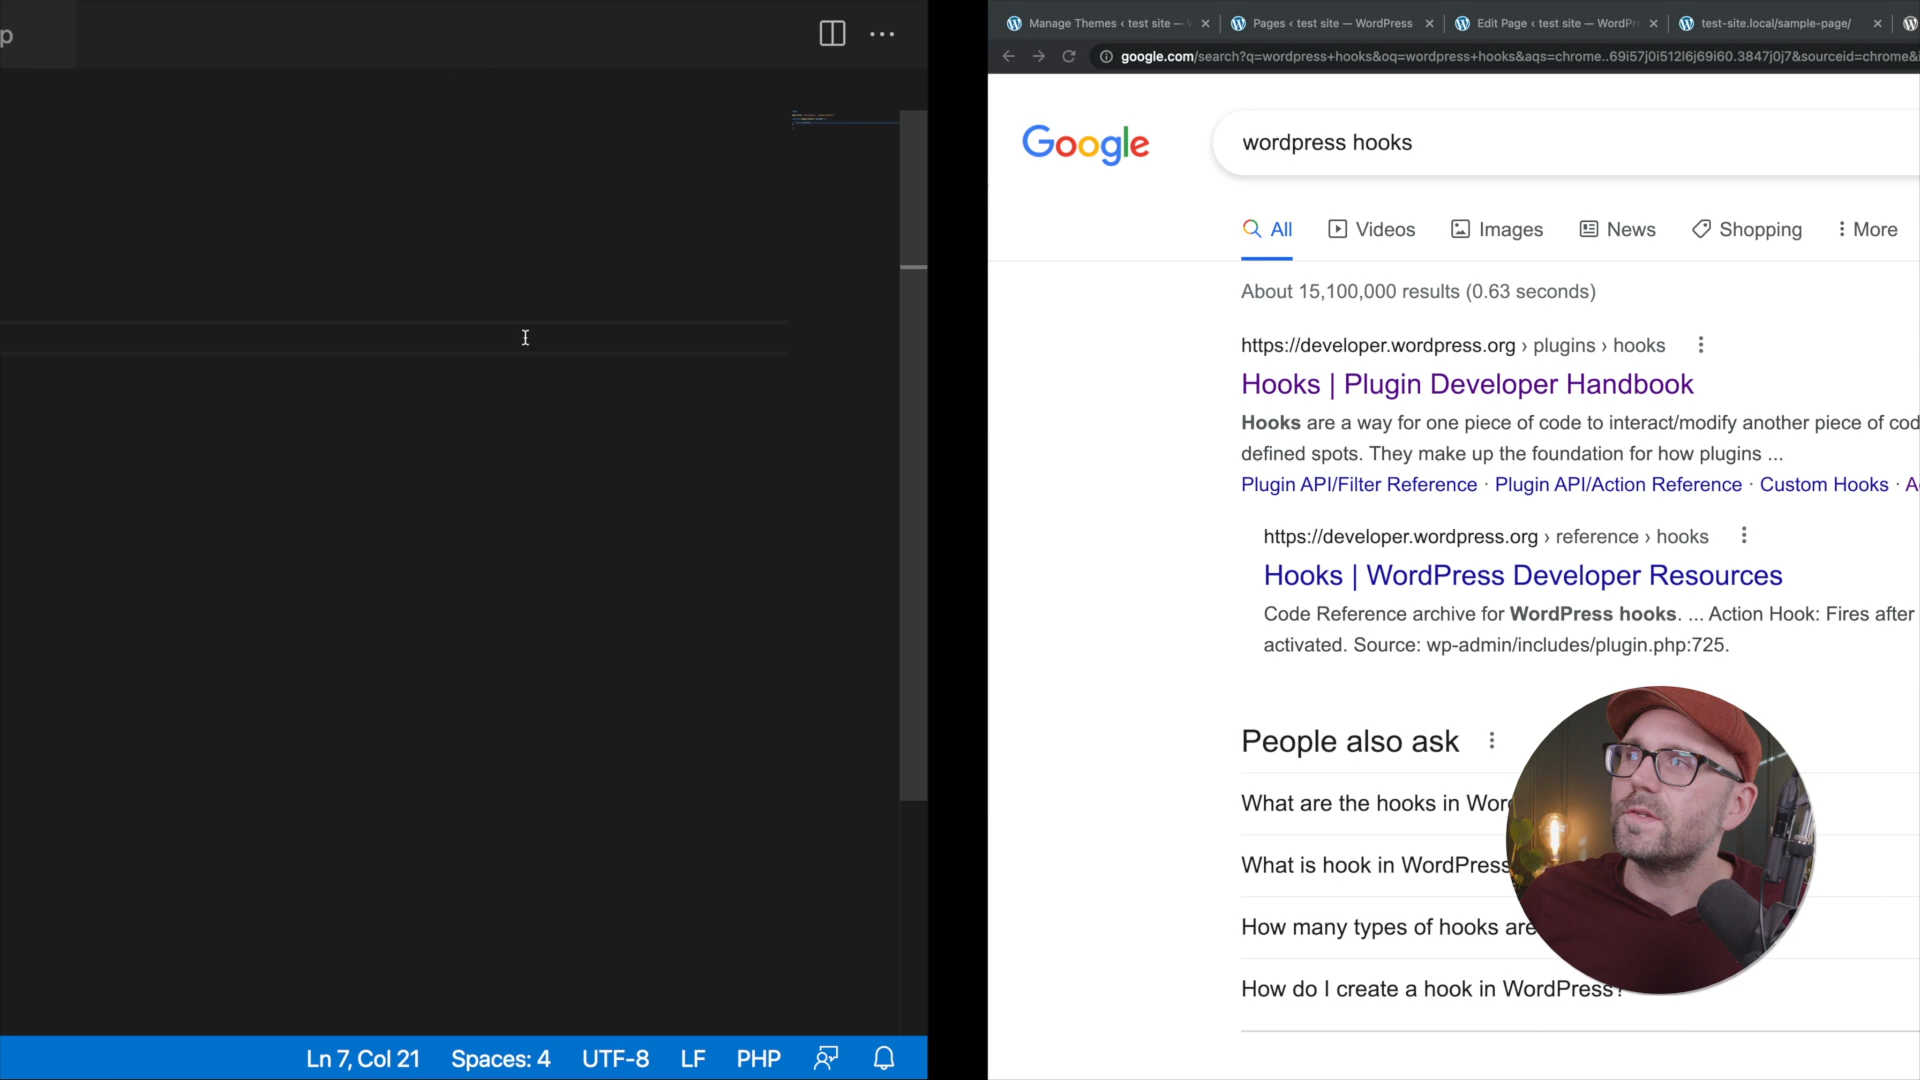 p
Manage Themes ‹ test site —
Pages ‹ test site — WordPress
Edit Page ‹ test site — WordPr
test-site.local/sample-page/
google.com/search?q=wordpress+hooks&oq=wordpress+hooks&aqs=chrome..69i57j0i512l6j69i60.3847j0j7&sourceid=chrome&i
Google
wordpress hooks
All
Videos
Images
News
Shopping
More
About 15,100,000 results (0.63 seconds)
https://developer.wordpress.org › plugins › hooks
Hooks | Plugin Developer Handbook
Hooks are a way for one piece of code to interact/modify another piece of cod
defined spots. They make up the foundation for how plugins ...
Plugin API/Filter Reference · Plugin API/Action Reference · Custom Hooks · A
https://developer.wordpress.org › reference › hooks
Hooks | WordPress Developer Resources
Code Reference archive for WordPress hooks. ... Action Hook: Fires after
activated. Source: wp-admin/includes/plugin.php:725.
People also ask
What are the hooks in Wor
What is hook in WordPress
How many types of hooks are
How do I create a hook in WordPress?
Ln 7, Col 21
Spaces: 4
UTF-8
LF
PHP